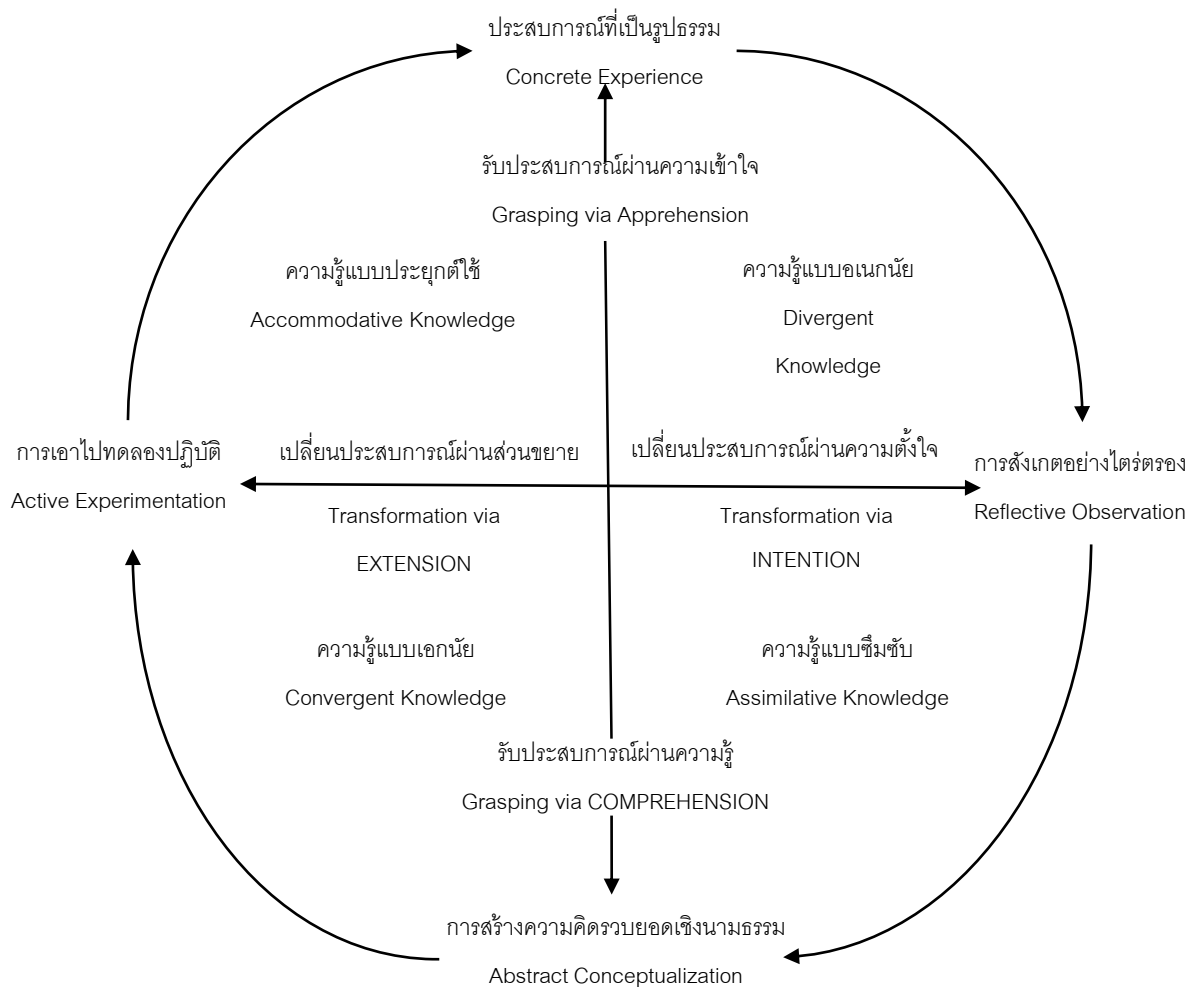 ประสบการณ์ที่เป็นรูปธรรม
Concrete Experience
รับประสบการณ์ผ่านความเข้าใจ
Grasping via Apprehension
ความรู้แบบประยุกต์ใช้
Accommodative Knowledge
ความรู้แบบอเนกนัย
Divergent
Knowledge
การเอาไปทดลองปฏิบัติ
Active Experimentation
เปลี่ยนประสบการณ์ผ่านส่วนขยาย
Transformation via
EXTENSION
เปลี่ยนประสบการณ์ผ่านความตั้งใจ
Transformation via
INTENTION
การสังเกตอย่างไตร่ตรอง
Reflective Observation
ความรู้แบบเอกนัย
Convergent Knowledge
ความรู้แบบซึมซับ
Assimilative Knowledge
รับประสบการณ์ผ่านความรู้
Grasping via COMPREHENSION
การสร้างความคิดรวบยอดเชิงนามธรรม
Abstract Conceptualization